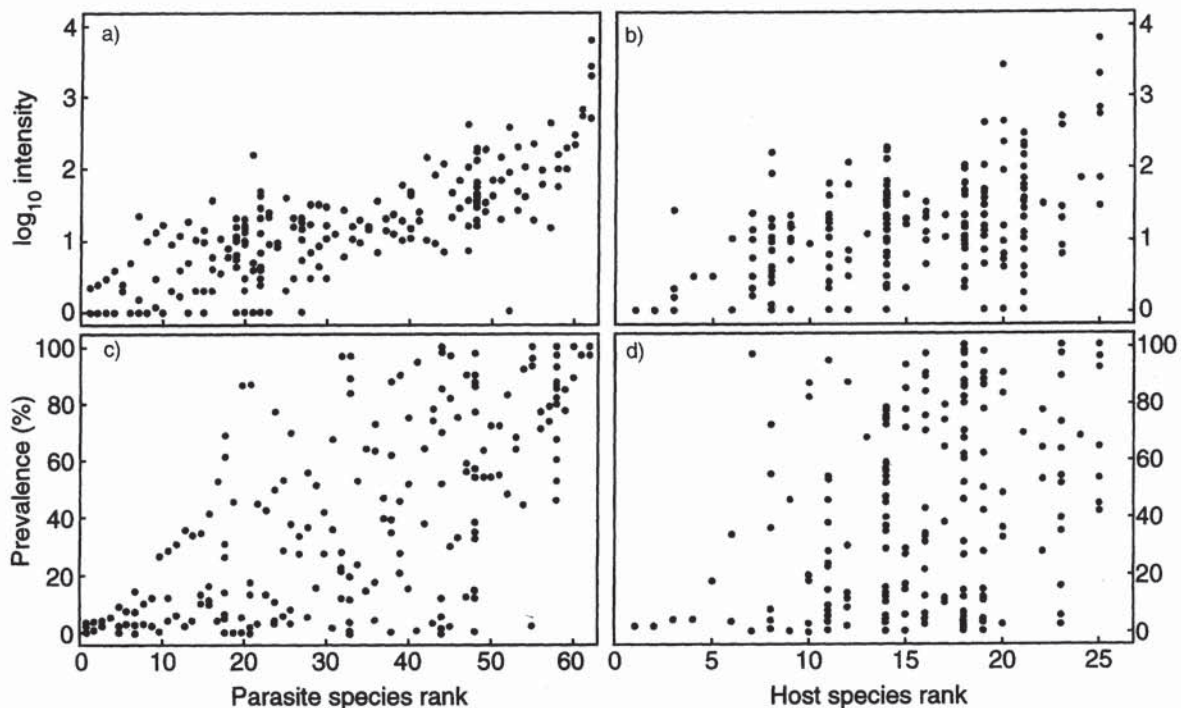 a)
b)
4
3
2
1
0
log10 intensity
4
3
2
1
0
c)
d)
100
80
60
40
20
0
Prevalence (%)
100
80
60
40
20
0
0 10 20 30 40 50 60
Parasite species rank
0 5 10 15 20 25
Host species rank